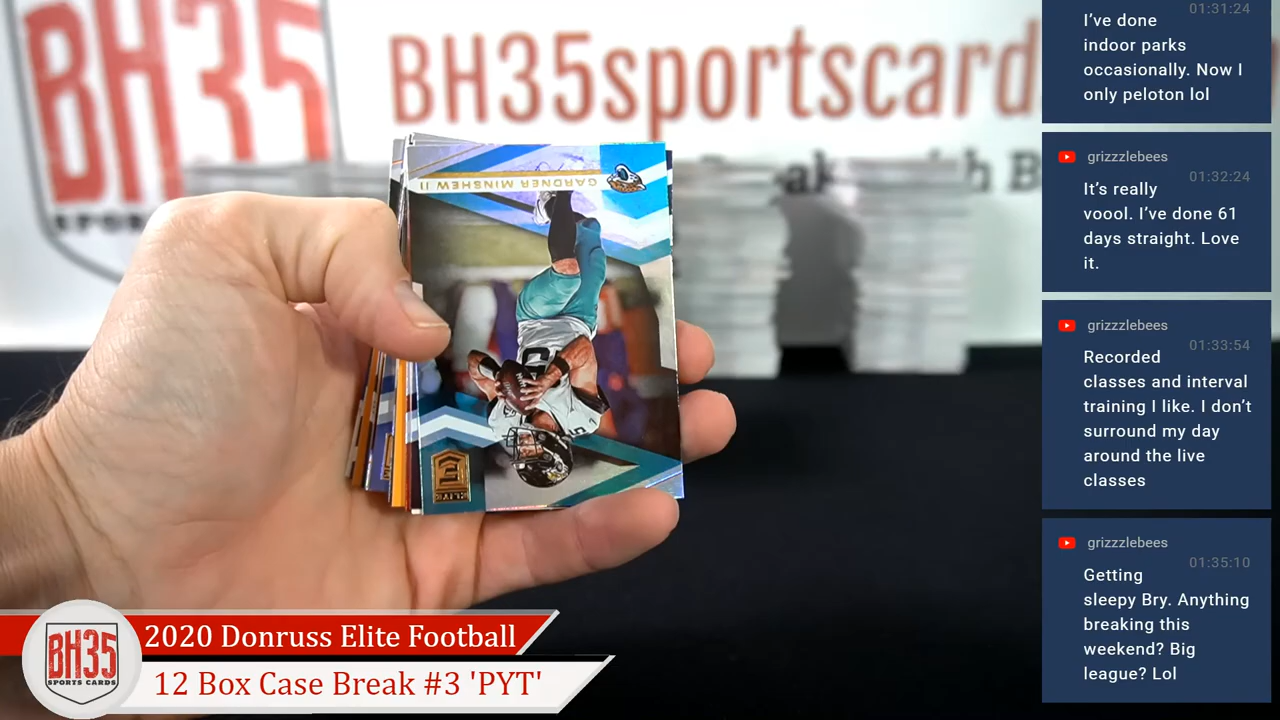 BH35
SPORTS
BH35sportscard
Break with B
GARDNER MINSHEW II
ELITE
2020 Donruss Elite Football
12 Box Case Break #3 'PYT'
BH35
SPORTS CARDS
01:31:24
I’ve done
indoor parks
occasionally. Now I
only peloton lol
grizzzlebees
01:32:24
It’s really
voool. I’ve done 61
days straight. Love
it.
grizzzlebees
01:33:54
Recorded
classes and interval
training I like. I don’t
surround my day
around the live
classes
grizzzlebees
01:35:10
Getting
sleepy Bry. Anything
breaking this
weekend? Big
league? Lol